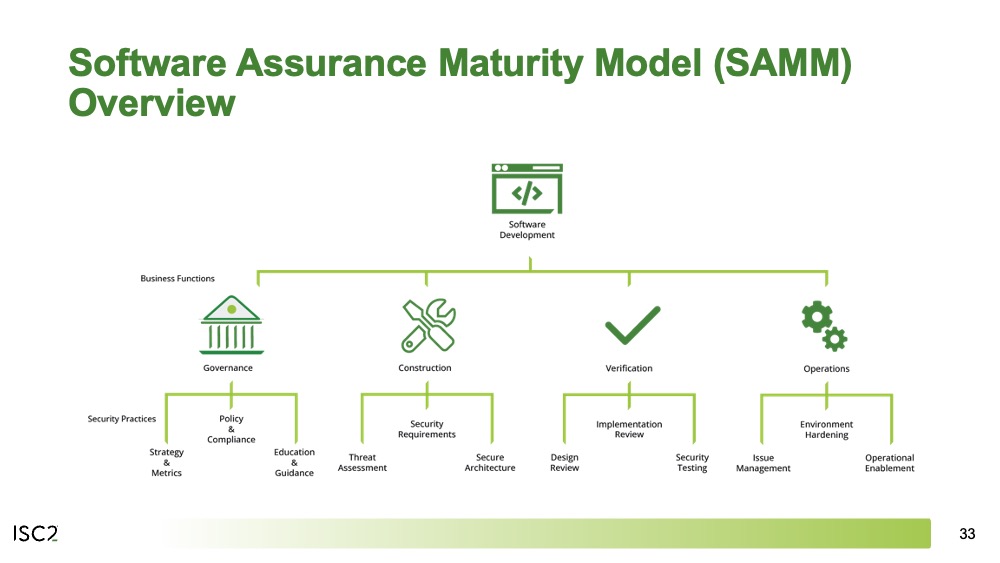 Software Assurance Maturity Model (SAMM)
Overview
</>
Software
Development
Business Functions
Governance
Construction
Verification
Operations
Security Practices
Strategy
&
Metrics
Policy
&
Compliance
Education
&
Guidance
Threat
Assessment
Security
Requirements
Secure
Architecture
Design
Review
Implementation
Review
Security
Testing
Issue
Management
Environment
Hardening
Operational
Enablement
ISC2
33